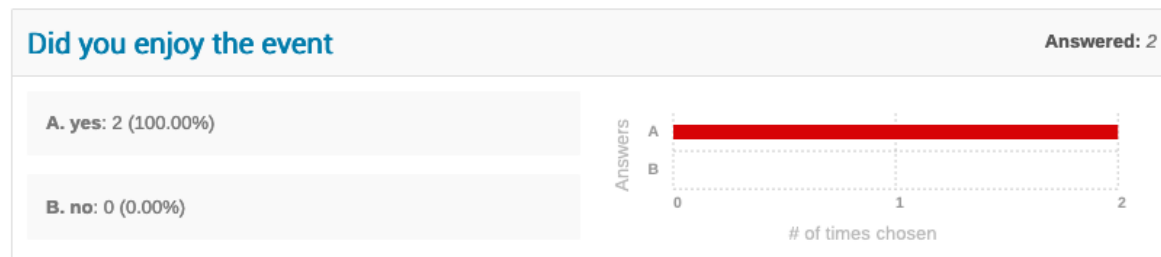 Did you enjoy the event
Answered: 2
A. yes: 2 (100.00%)
B. no: 0 (0.00%)
Answers
A
B
0 1 2
# of times chosen